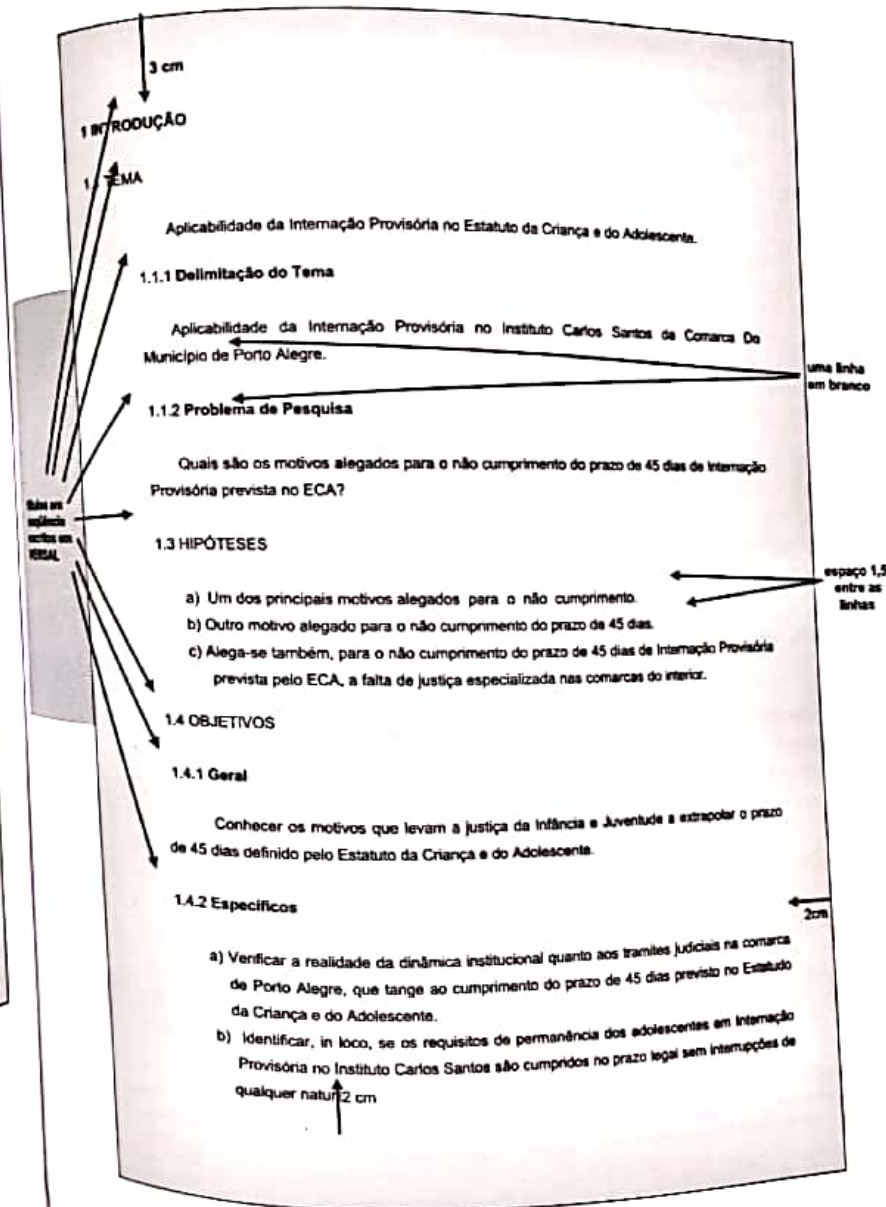 3 cm
1 INTRODUÇÃO
1.1 TEMA
Aplicabilidade da Internação Provisória no Estatuto da Criança e do Adolescente.
1.1.1 Delimitação do Tema
Aplicabilidade da Internação Provisória no Instituto Carlos Santos da Comarca Do
Município de Porto Alegre.
uma linha
em branco
1.1.2 Problema de Pesquisa
Quais são os motivos alegados para o não cumprimento do prazo de 45 dias de Internação
Provisória prevista no ECA?
em
escritos em
VERSAL
1.3 HIPÓTESES
espaço 1,5
entre as
linhas
a) Um dos principais motivos alegados para o não cumprimento.
b) Outro motivo alegado para o não cumprimento do prazo de 45 dias.
c) Alega-se também, para o não cumprimento do prazo de 45 dias de Internação Provisória
prevista pelo ECA, a falta de justiça especializada nas comarcas do interior.
1.4 OBJETIVOS
1.4.1 Geral
Conhecer os motivos que levam a justiça da Infância e Juventude a extrapolar o prazo
de 45 dias definido pelo Estatuto da Criança e do Adolescente.
1.4.2 Específicos
2cm
a) Verificar a realidade da dinâmica institucional quanto aos tramites judiciais na comarca
de Porto Alegre, que tange ao cumprimento do prazo de 45 dias previsto no Estatudo
da Criança e do Adolescente.
b) Identificar, in loco, se os requisitos de permanência dos adolescentes em Internação
Provisória no Instituto Carlos Santos são cumpridos no prazo legal sem interrupções de
qualquer natur 2 cm